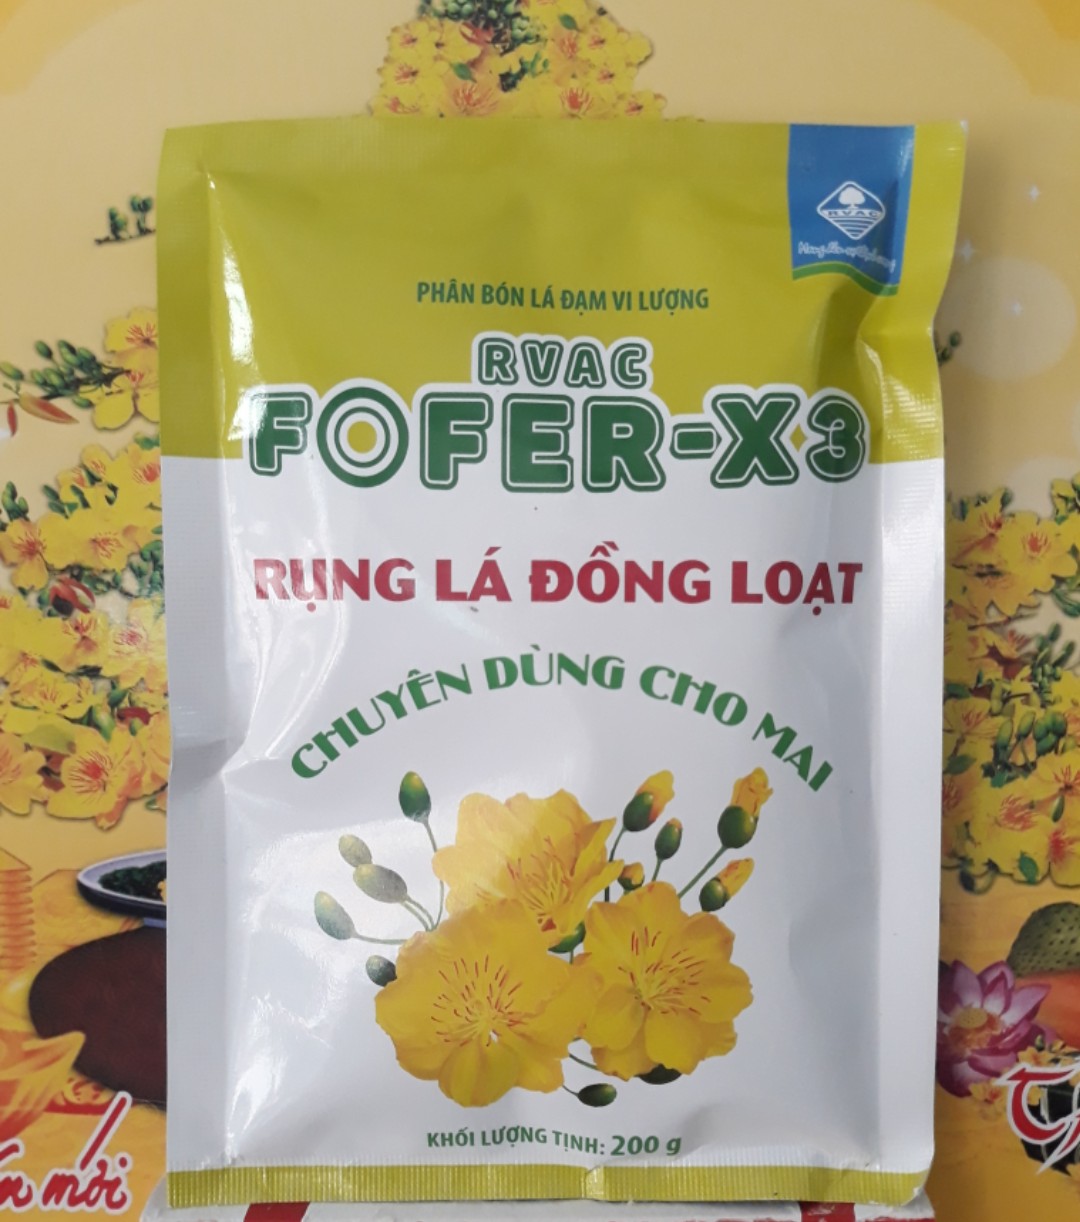 RVAC
PHÂN BÓN LÁ ĐẠM VI LƯỢNG
RVAC
FOFER-X3
RỤNG LÁ ĐỒNG LOẠT
CHUYÊN DÙNG CHO MAI
KHỐI LƯỢNG TỊNH: 200 g
mới